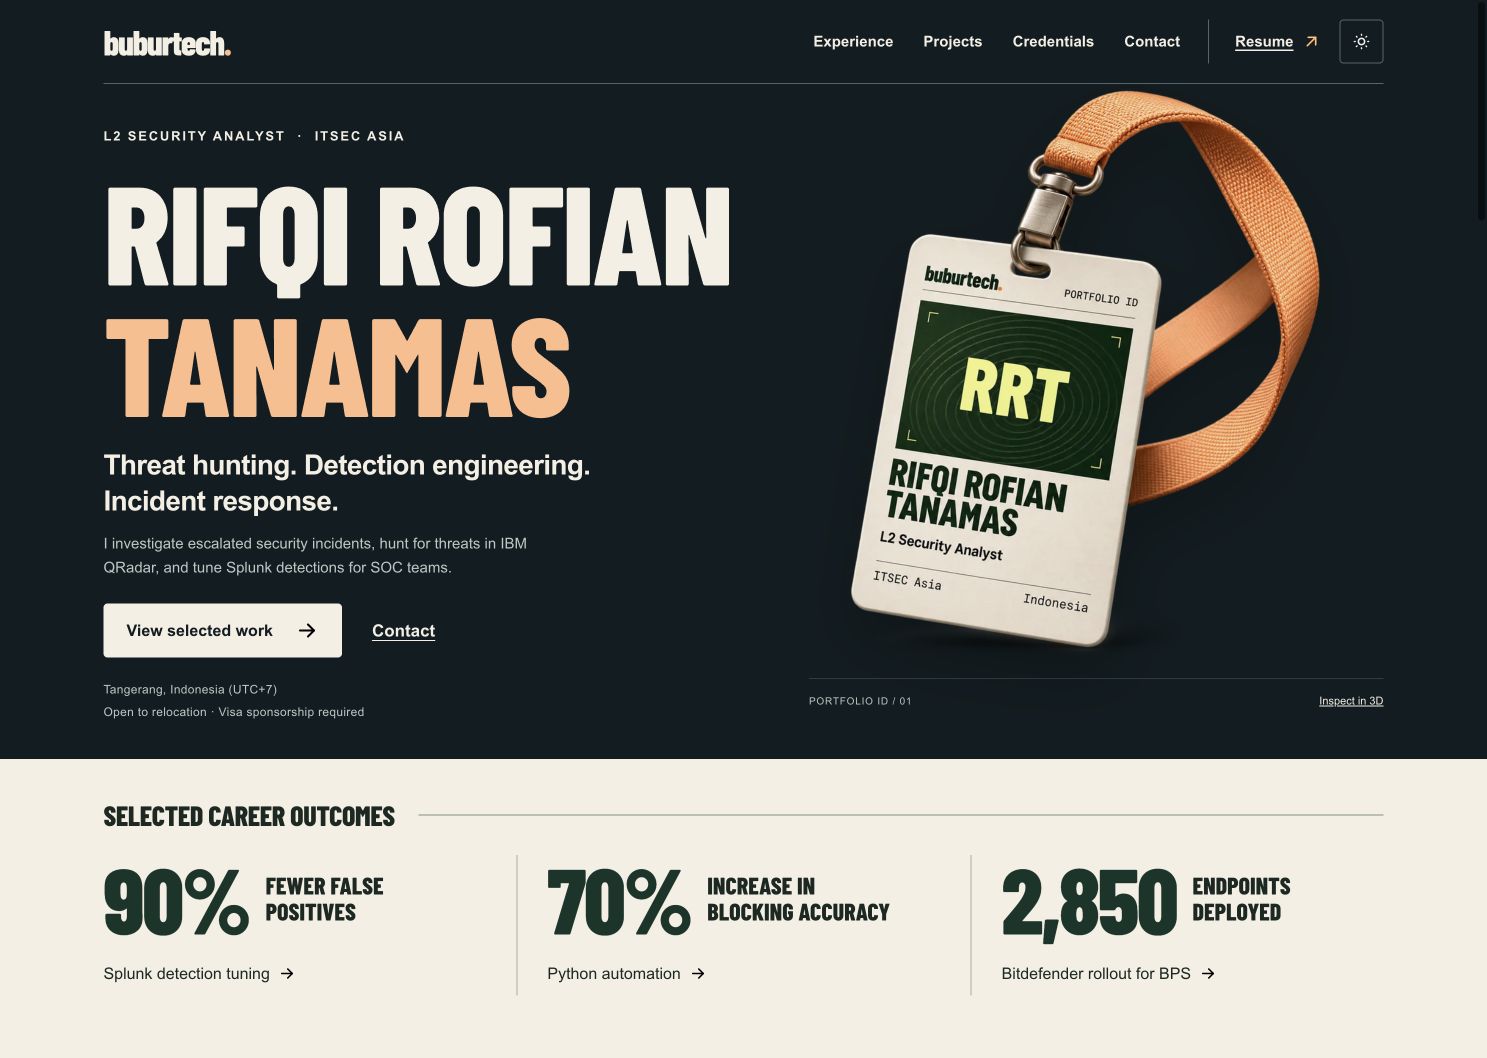 buburtech.
Experience Projects Credentials Contact Resume
L2 SECURITY ANALYST · ITSEC ASIA
RIFQI ROFIAN
TANAMAS
Threat hunting. Detection engineering.
Incident response.
I investigate escalated security incidents, hunt for threats in IBM
QRadar, and tune Splunk detections for SOC teams.
View selected work →
Contact
Tangerang, Indonesia (UTC+7)
Open to relocation · Visa sponsorship required
buburtech.
PORTFOLIO ID
RRT
RIFQI ROFIAN
TANAMAS
L2 Security Analyst
ITSEC Asia
Indonesia
PORTFOLIO ID / 01
Inspect in 3D
SELECTED CAREER OUTCOMES
90%
FEWER FALSE
POSITIVES
Splunk detection tuning →
70%
INCREASE IN
BLOCKING ACCURACY
Python automation →
2,850
ENDPOINTS
DEPLOYED
Bitdefender rollout for BPS →